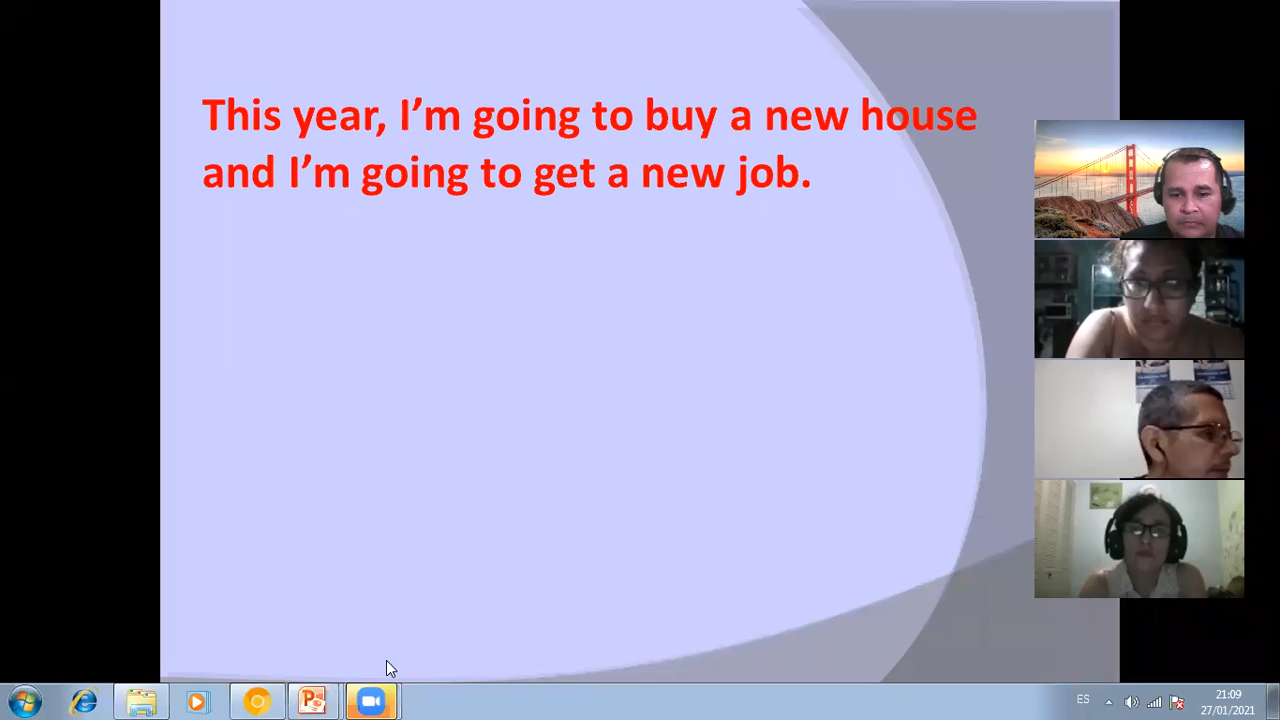 This year, I'm going to buy a new house
and I'm going to get a new job.
ES
21:09
27/01/2021